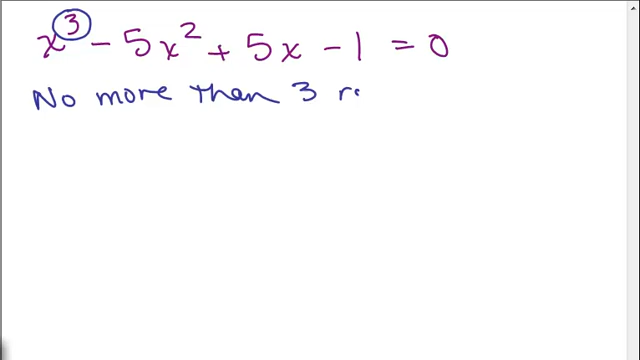 x³ - 5x² + 5x - 1 = 0
No more than 3